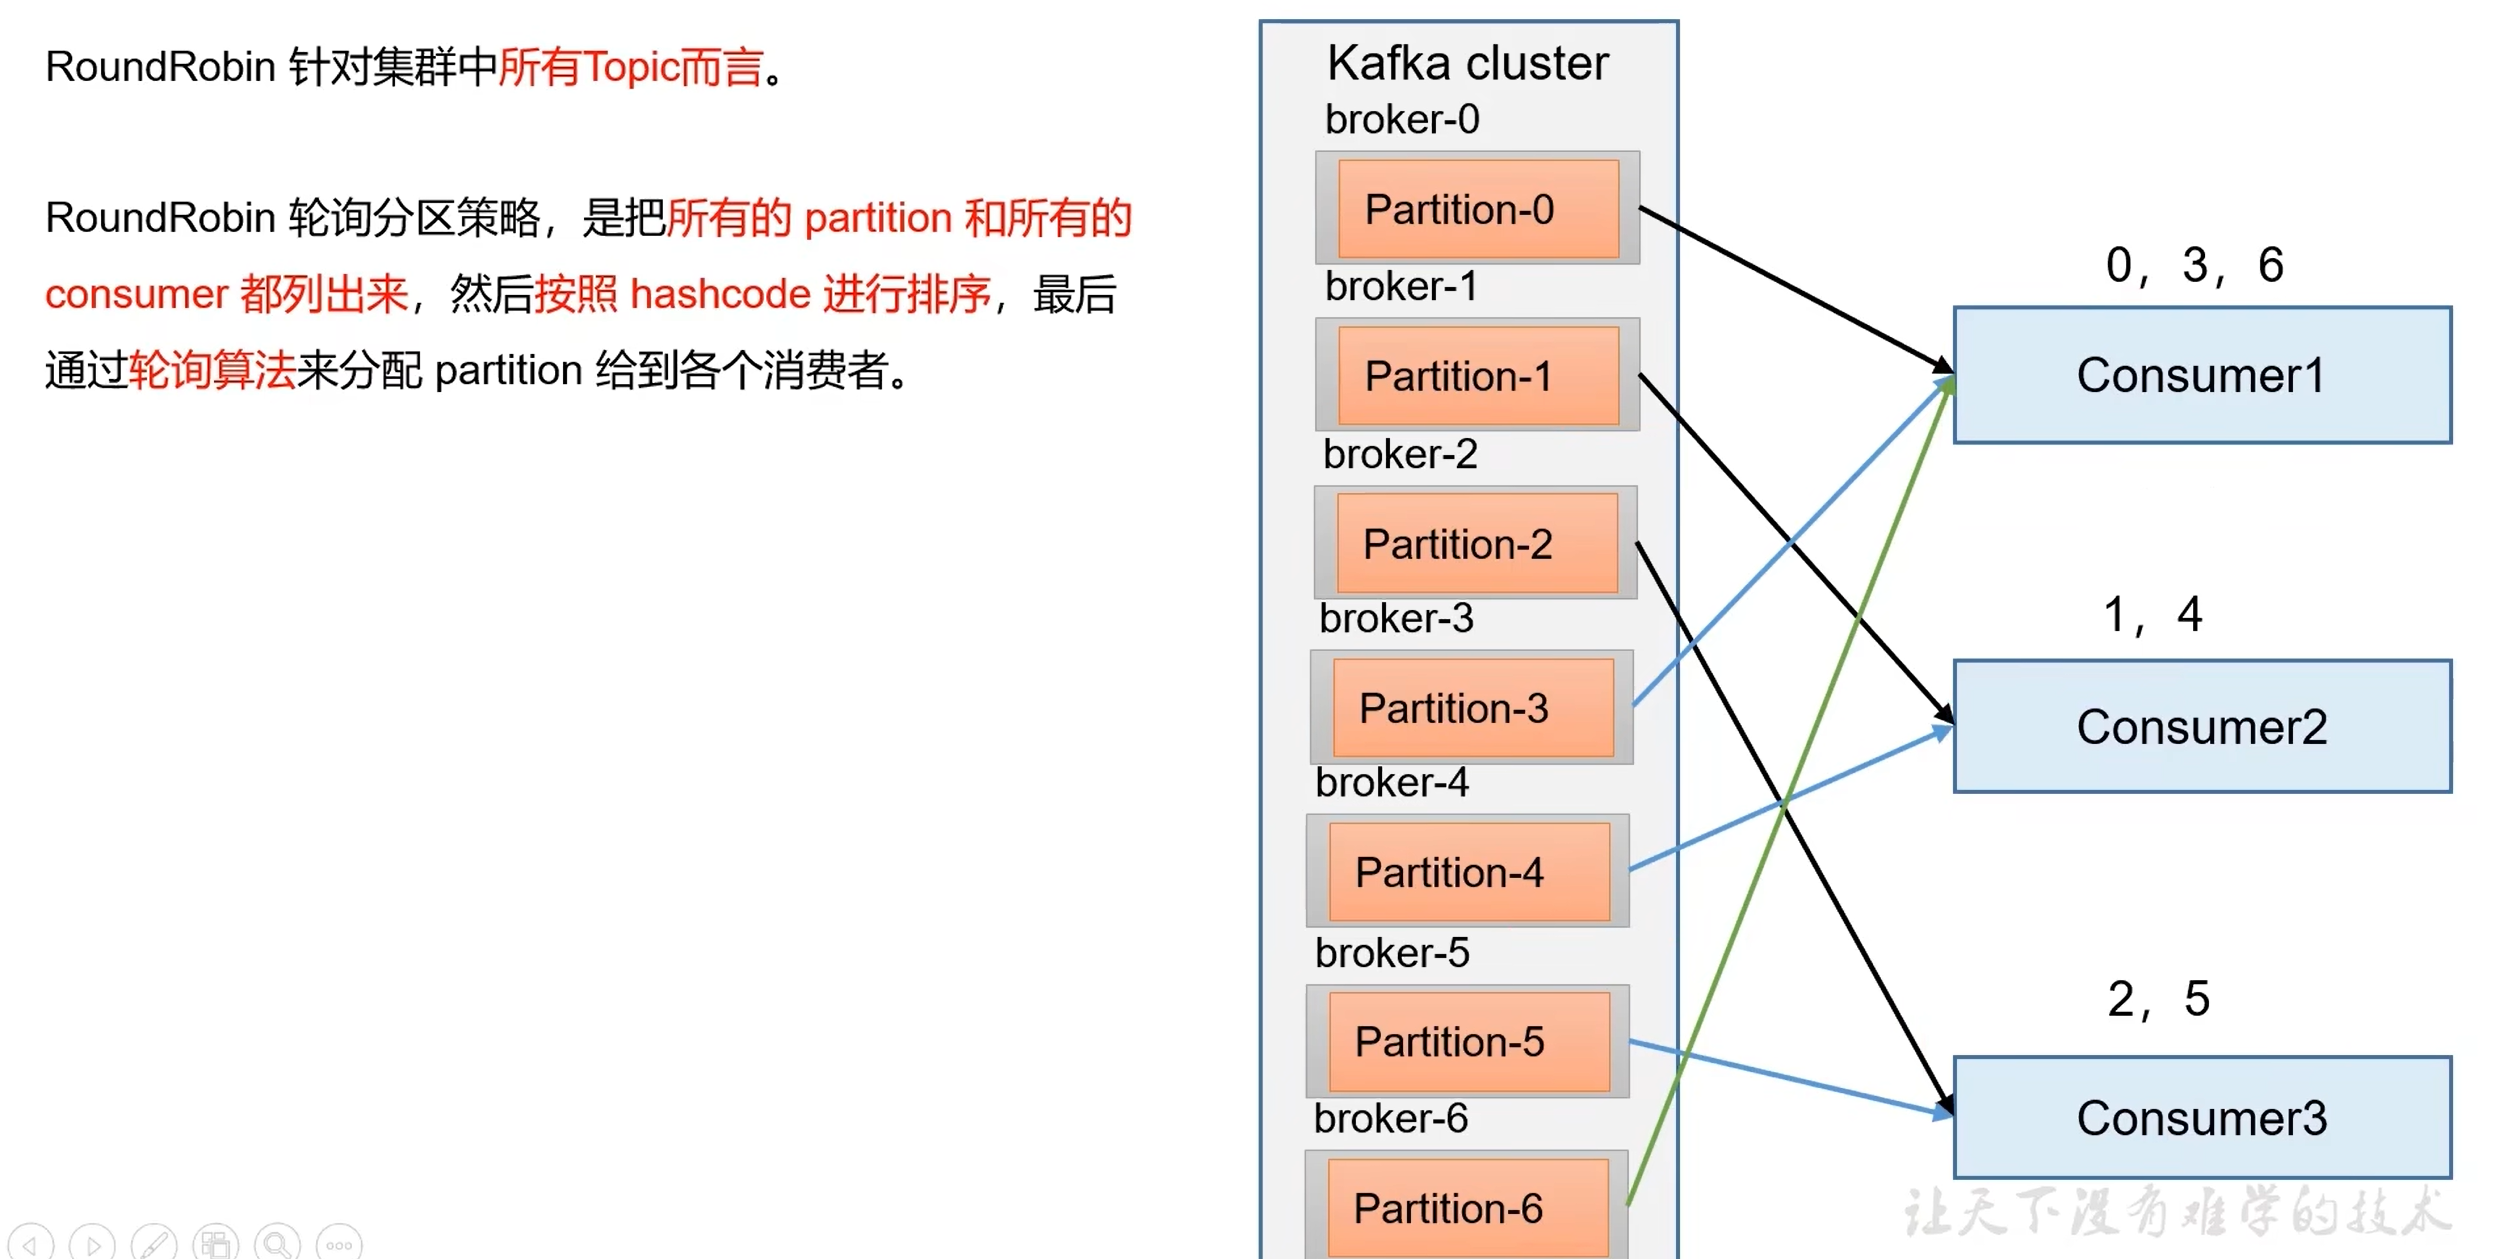 RoundRobin 针对集群中所有Topic而言。
RoundRobin 轮询分区策略，是把所有的 partition 和所有的
consumer 都列出来，然后按照 hashcode 进行排序，最后
通过轮询算法来分配 partition 给到各个消费者。
Kafka cluster
broker-0
Partition-0
broker-1
Partition-1
broker-2
Partition-2
broker-3
Partition-3
broker-4
Partition-4
broker-5
Partition-5
broker-6
Partition-6
0，3，6
Consumer1
1，4
Consumer2
2，5
Consumer3
让天下没有难学的技术